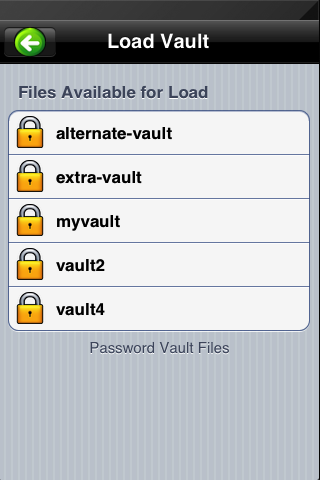 Load Vault
Files Available for Load
alternate-vault
extra-vault
myvault
vault2
vault4
Password Vault Files